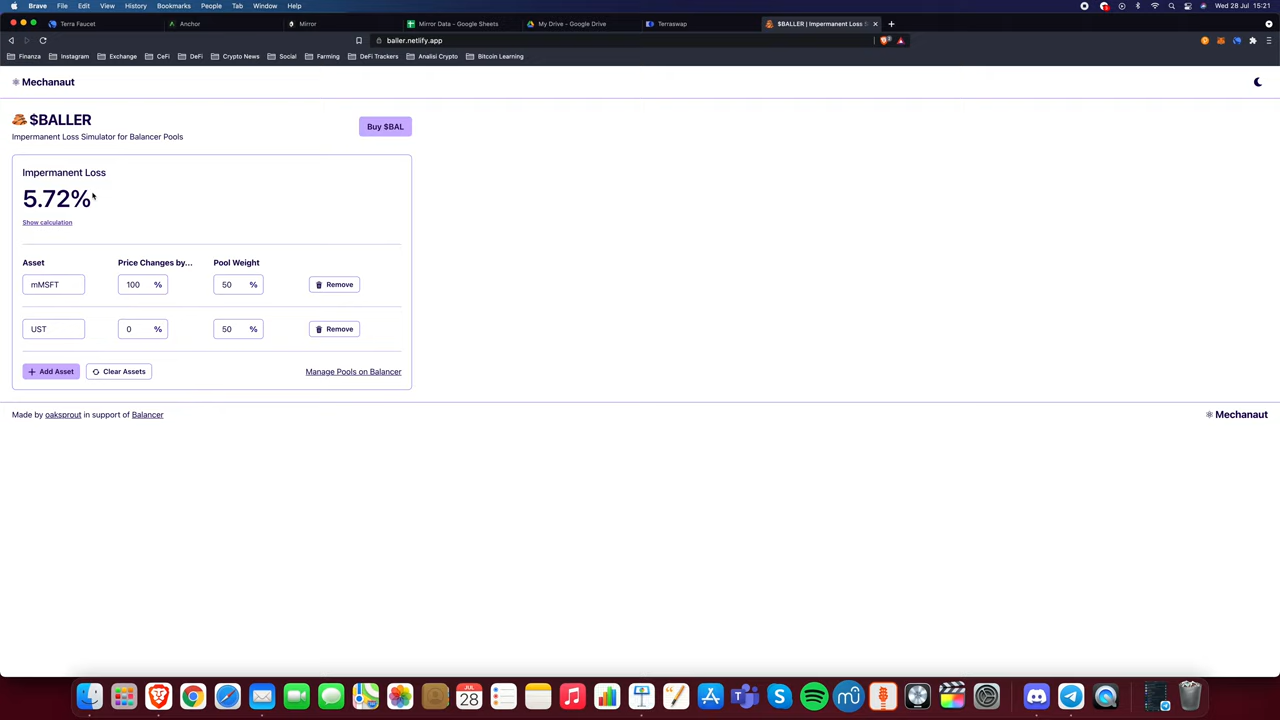 Brave File Edit View History Bookmarks People Tab Window Help Wed 28 Jul 15:21
Terra Faucet Anchor Mirror Mirror Data - Google Sheets My Drive - Google Drive Terraswap $BALLER | Impermanent Loss S
baller.netlify.app
Finanza Instagram Exchange CeFi DeFi Crypto News Social Farming DeFi Trackers Analisi Crypto Bitcoin Learning
Mechanaut
$BALLER
Buy $BAL
Impermanent Loss Simulator for Balancer Pools
Impermanent Loss
5.72%
Show calculation
Asset Price Changes by... Pool Weight
mMSFT 100 % 50 % Remove
UST 0 % 50 % Remove
+ Add Asset Clear Assets Manage Pools on Balancer
Made by oaksprout in support of Balancer Mechanaut
JUL
28